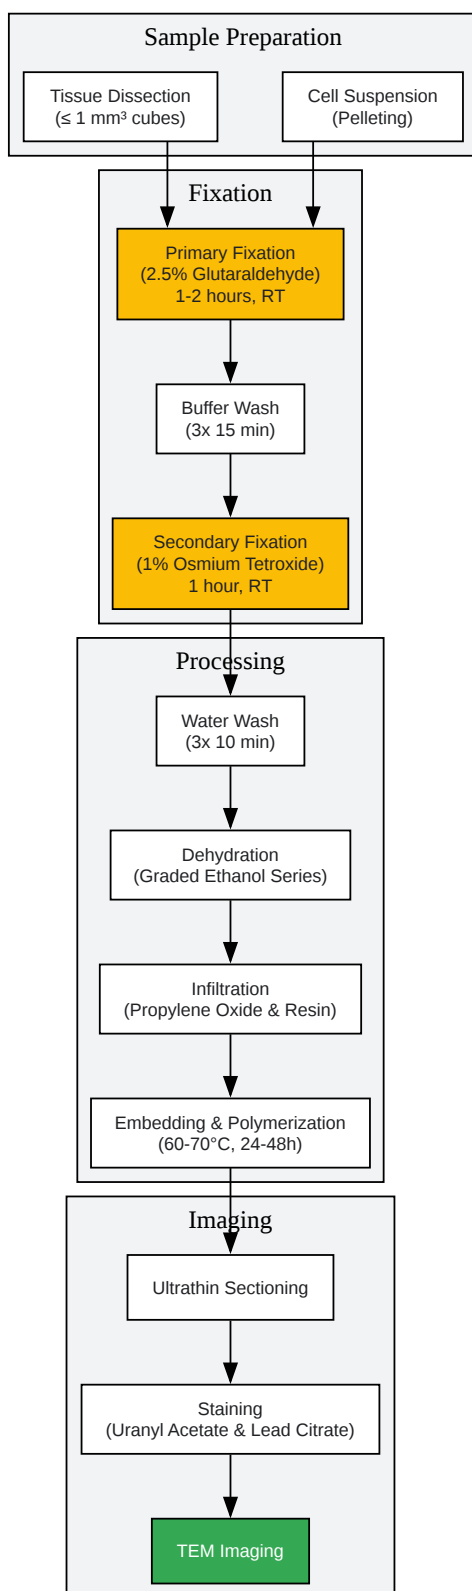 Sample Preparation
Tissue Dissection
(≤ 1 mm³ cubes)
Cell Suspension
(Pelleting)
Fixation
Primary Fixation
(2.5% Glutaraldehyde)
1-2 hours, RT
Buffer Wash
(3x 15 min)
Secondary Fixation
(1% Osmium Tetroxide)
1 hour, RT
Processing
Water Wash
(3x 10 min)
Dehydration
(Graded Ethanol Series)
Infiltration
(Propylene Oxide & Resin)
Embedding & Polymerization
(60-70°C, 24-48h)
Imaging
Ultrathin Sectioning
Staining
(Uranyl Acetate & Lead Citrate)
TEM Imaging